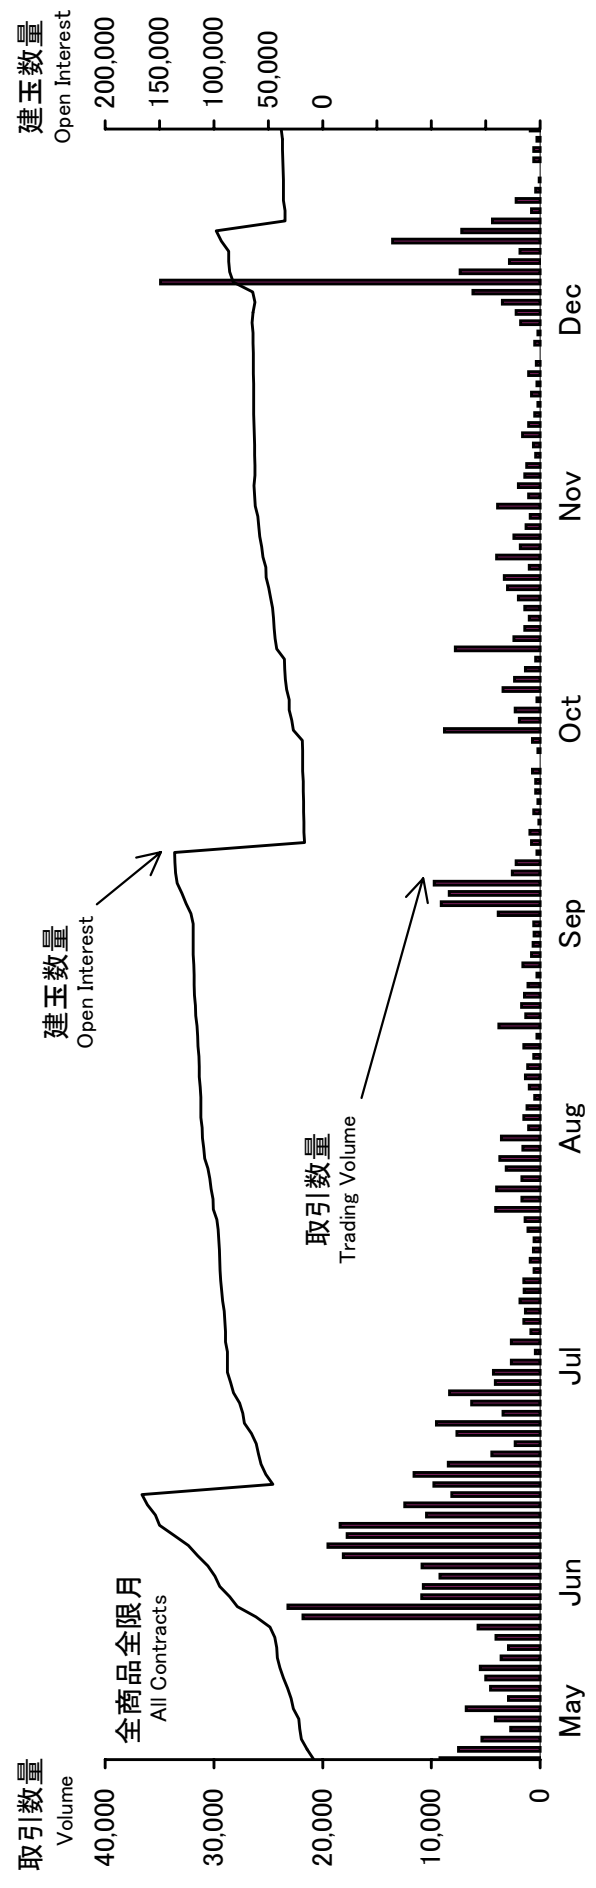 取引数量
Volume
建玉数量
Open Interest
全商品全限月
All Contracts
建玉数量
Open Interest
取引数量
Trading Volume
40,000
30,000
20,000
10,000
0
200,000
150,000
100,000
50,000
0
May
Jun
Jul
Aug
Sep
Oct
Nov
Dec